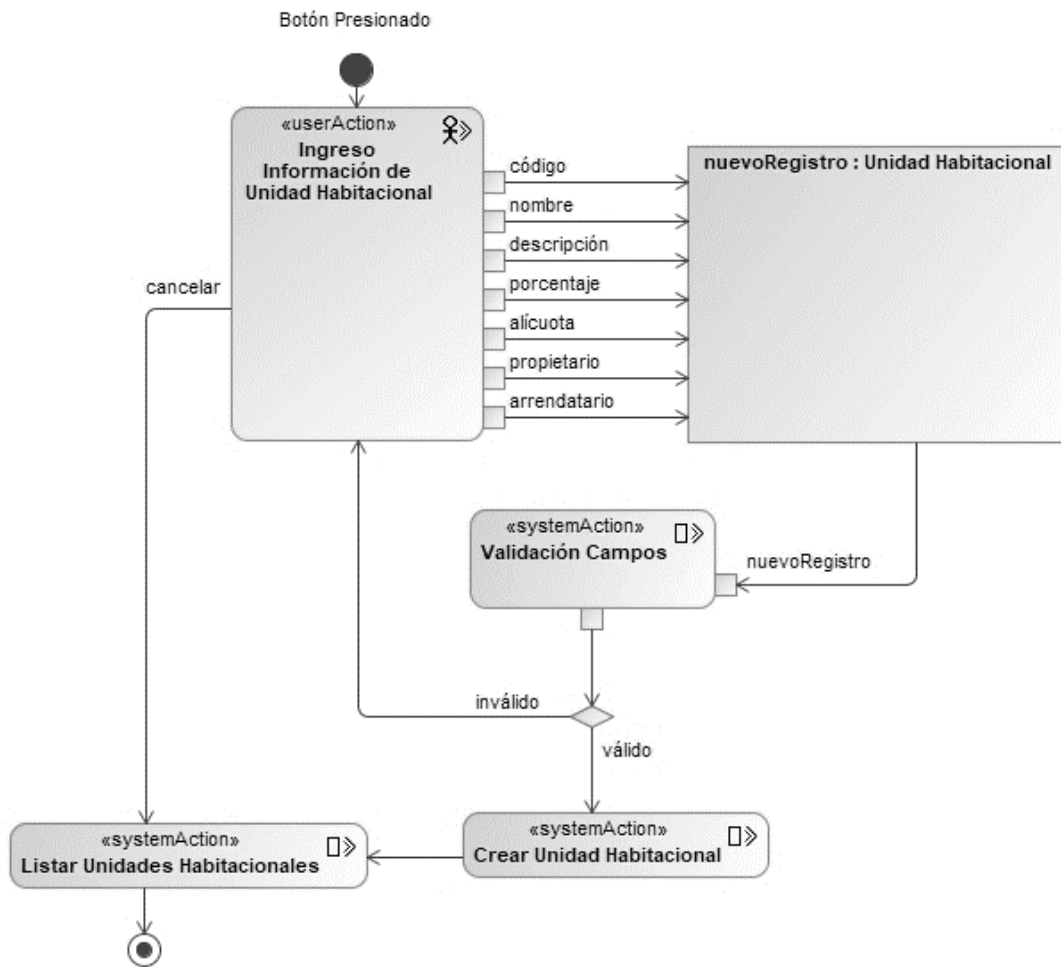 Botón Presionado
«userAction»
Ingreso
Información de
Unidad Habitacional
código
nombre
descripción
porcentaje
alícuota
propietario
arrendatario
nuevoRegistro : Unidad Habitacional
cancelar
«systemAction»
Validación Campos
nuevoRegistro
inválido
válido
«systemAction»
Listar Unidades Habitacionales
«systemAction»
Crear Unidad Habitacional